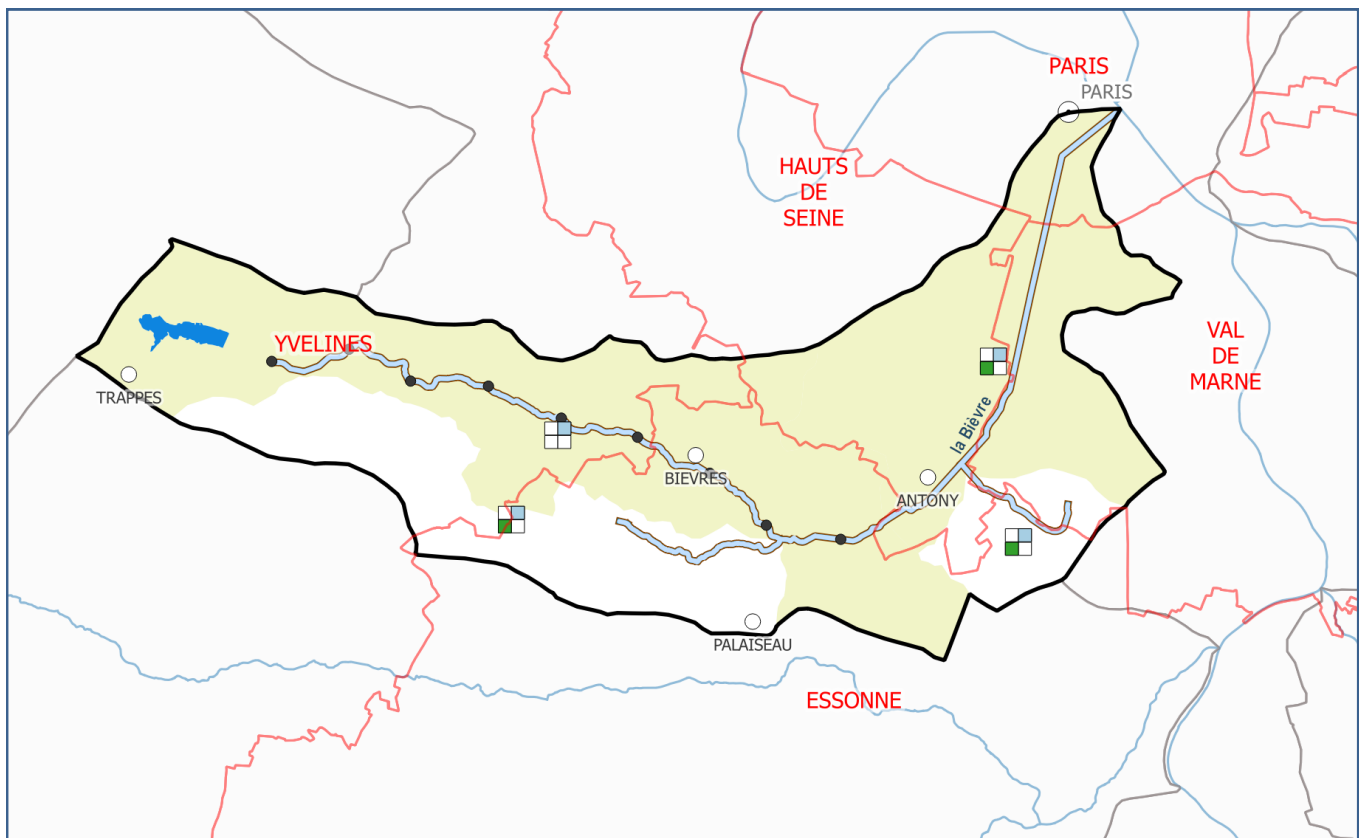 PARIS
PARIS
HAUTS
DE
SEINE
VAL
DE
MARNE
YVELINES
TRAPPES
la Bièvre
BIEVRES
ANTONY
PALAISEAU
ESSONNE